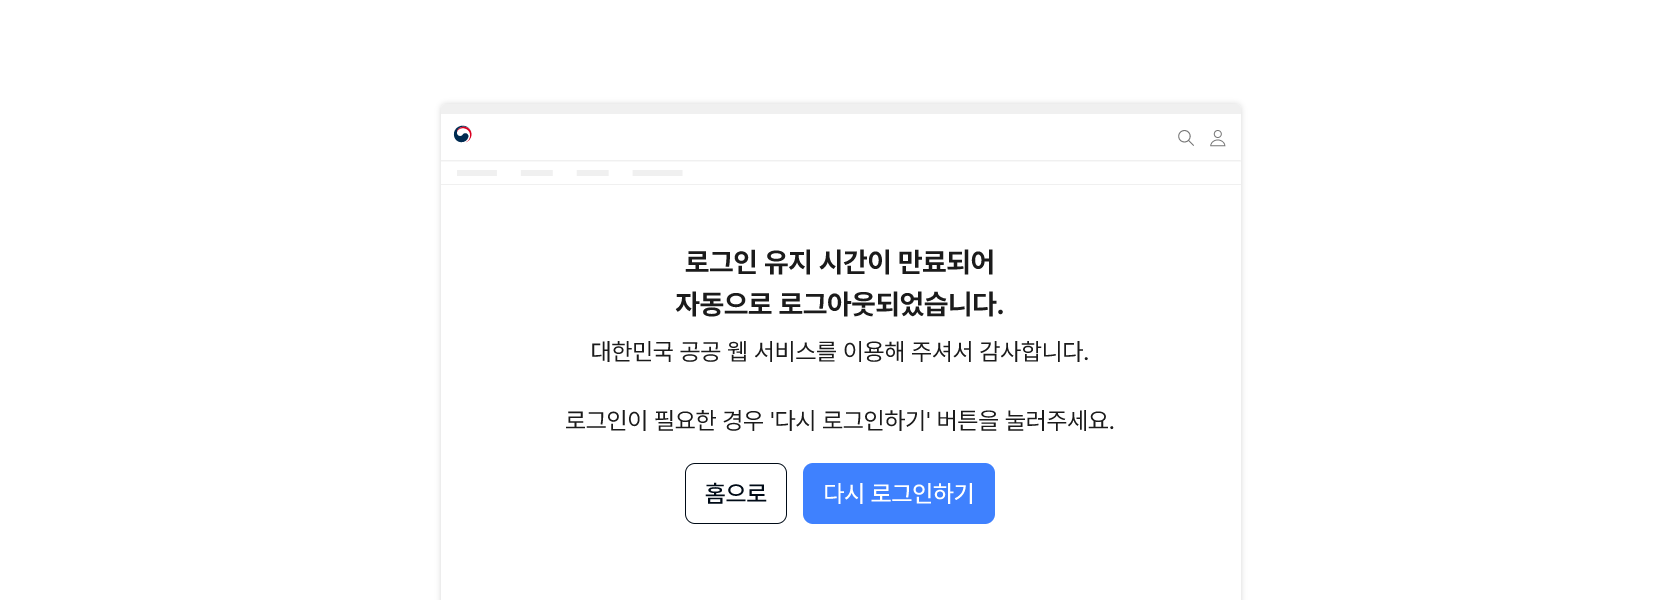 로그인 유지 시간이 만료되어
자동으로 로그아웃되었습니다.
대한민국 공공 웹 서비스를 이용해 주셔서 감사합니다.
로그인이 필요한 경우 '다시 로그인하기' 버튼을 눌러주세요.
홈으로
다시 로그인하기